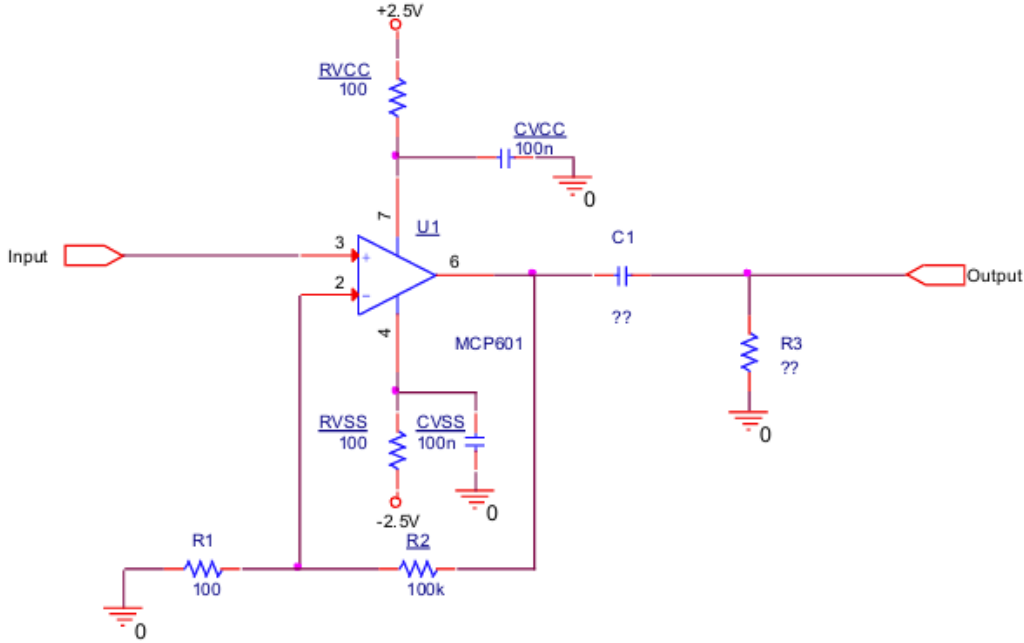 +2.5V
RVCC
100
CVCC
100n
0
7
U1
Input
3
+
2
-
6
4
MCP601
C1
??
Output
R3
??
0
RVSS
100
CVSS
100n
0
-2.5V
R1
100
R2
100k
0